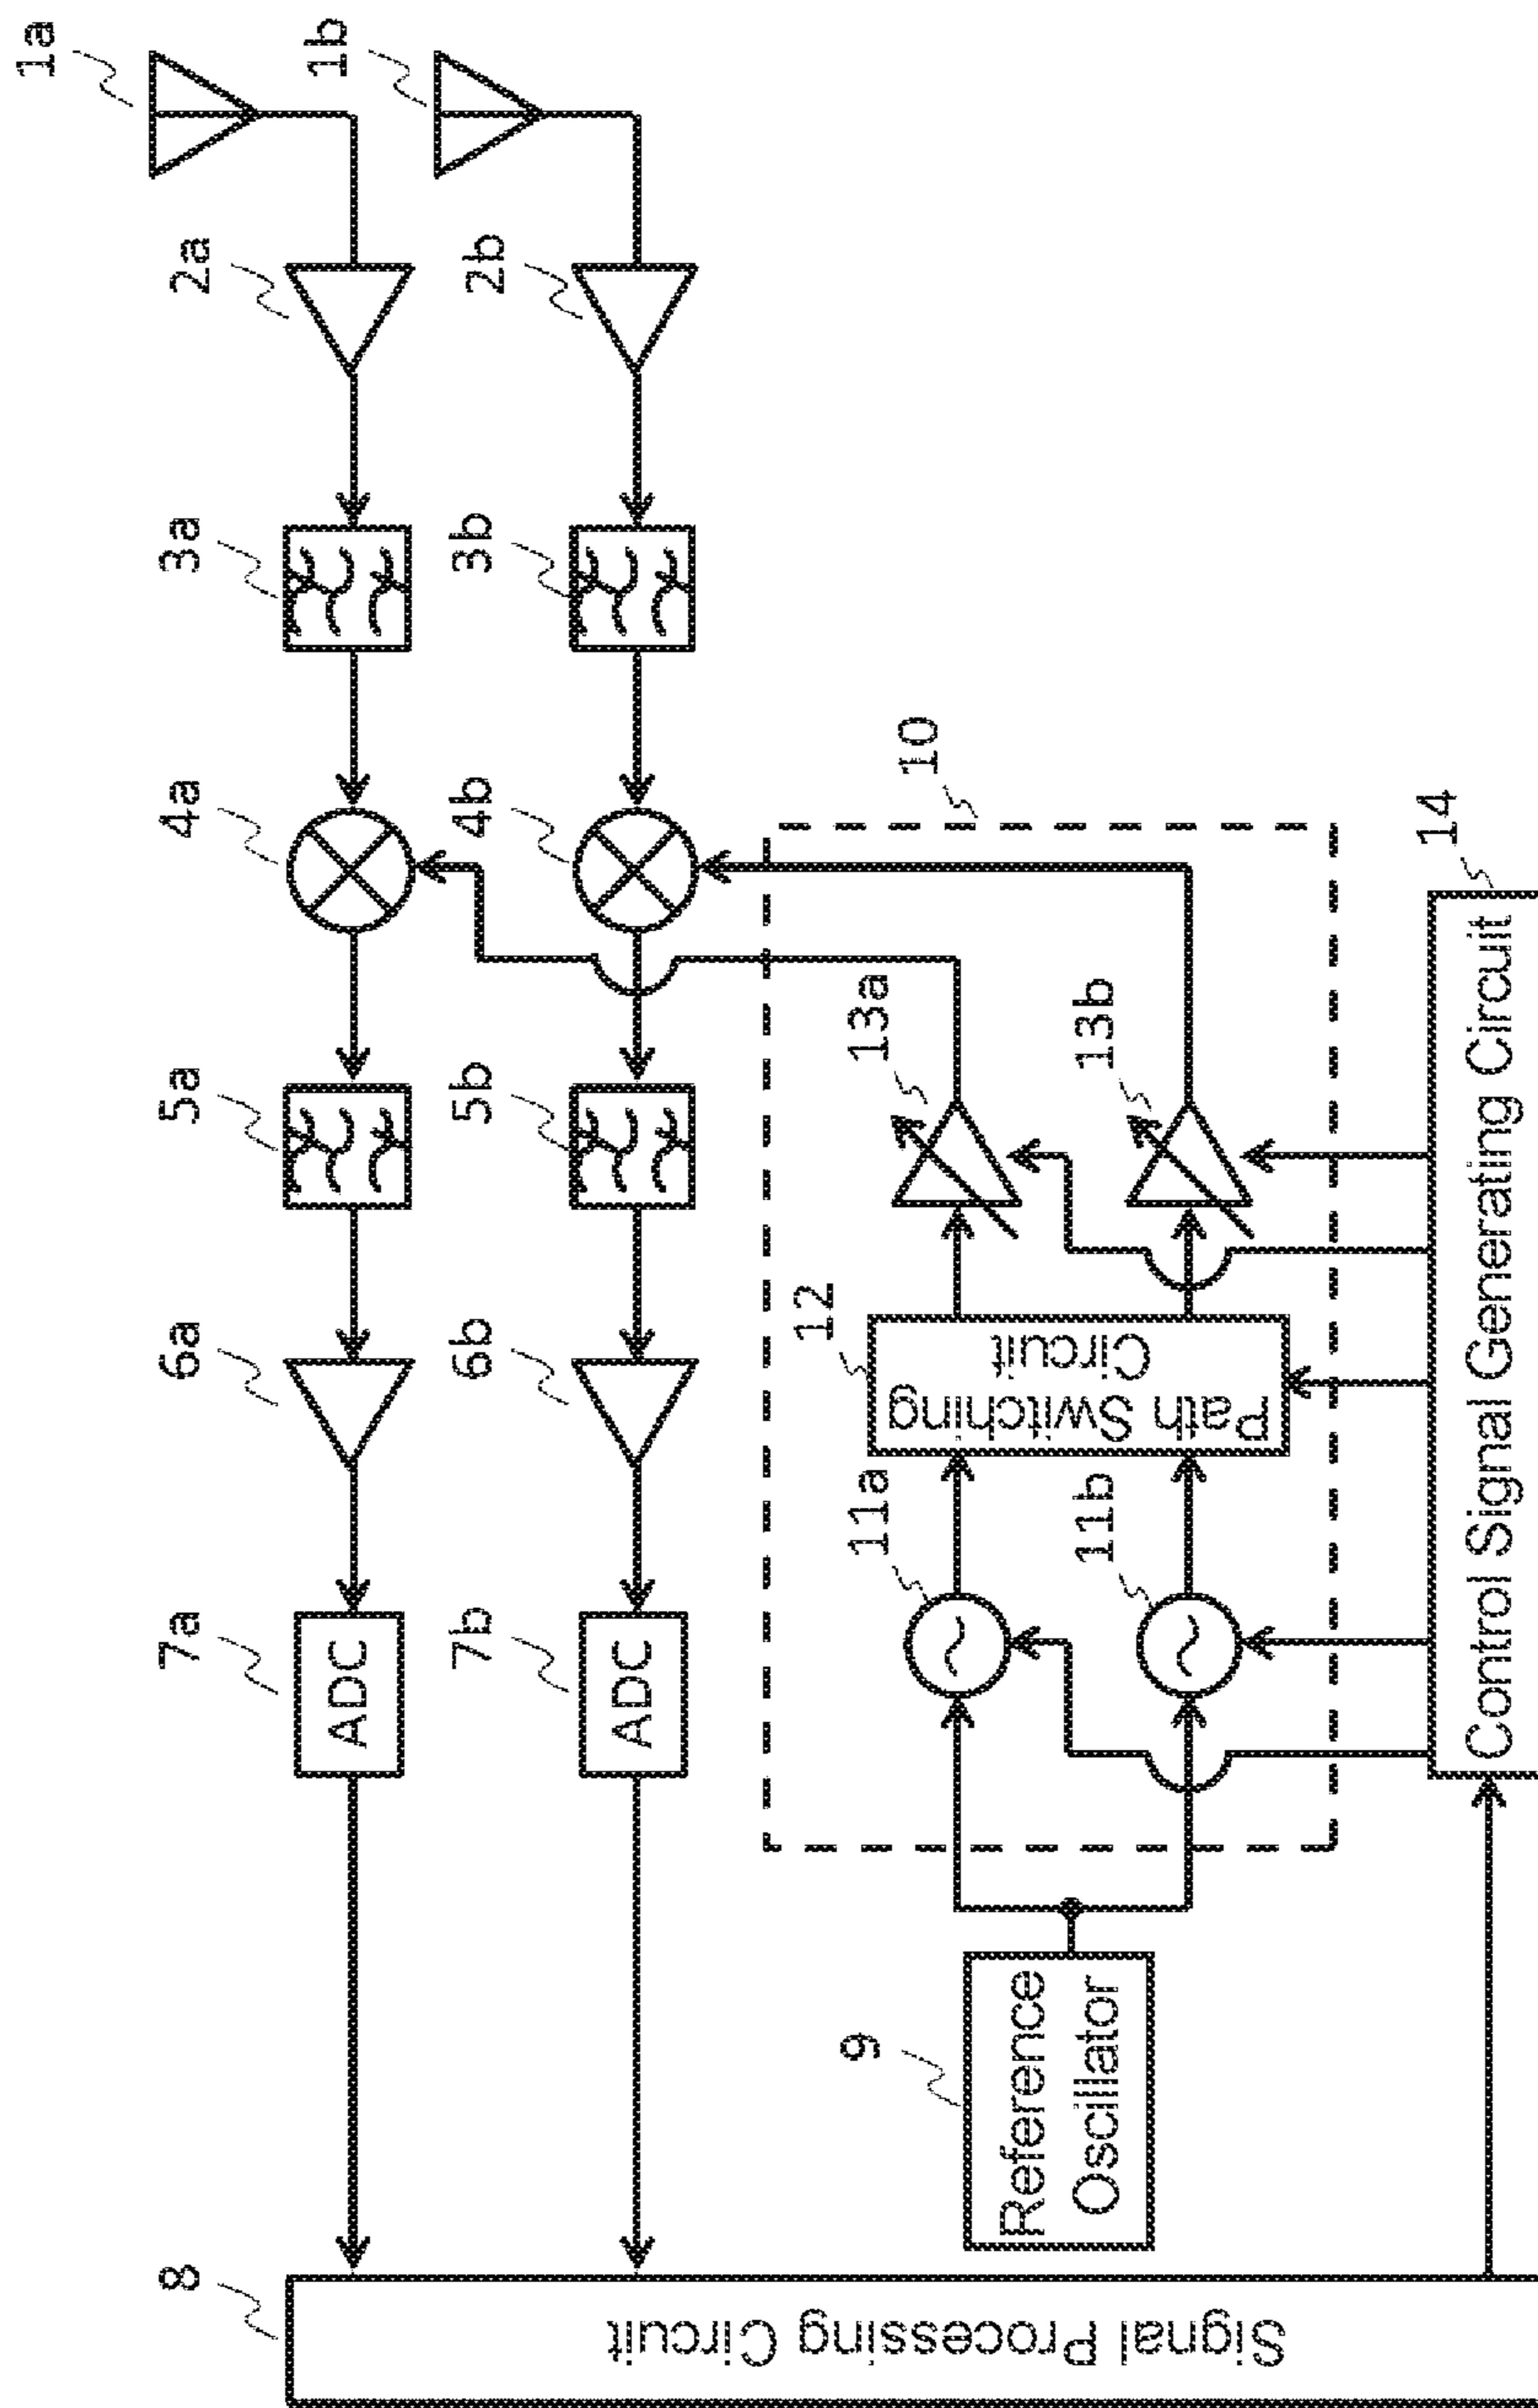 1a
1b
2a
2b
3a
3b
4a
4b
5a
5b
6a
6b
7a
ADC
7b
ADC
8
Signal Processing Circuit
9
Reference
Oscillator
10
11a
11b
12
Path Switching
Circuit
13a
13b
14
Control Signal Generating Circuit